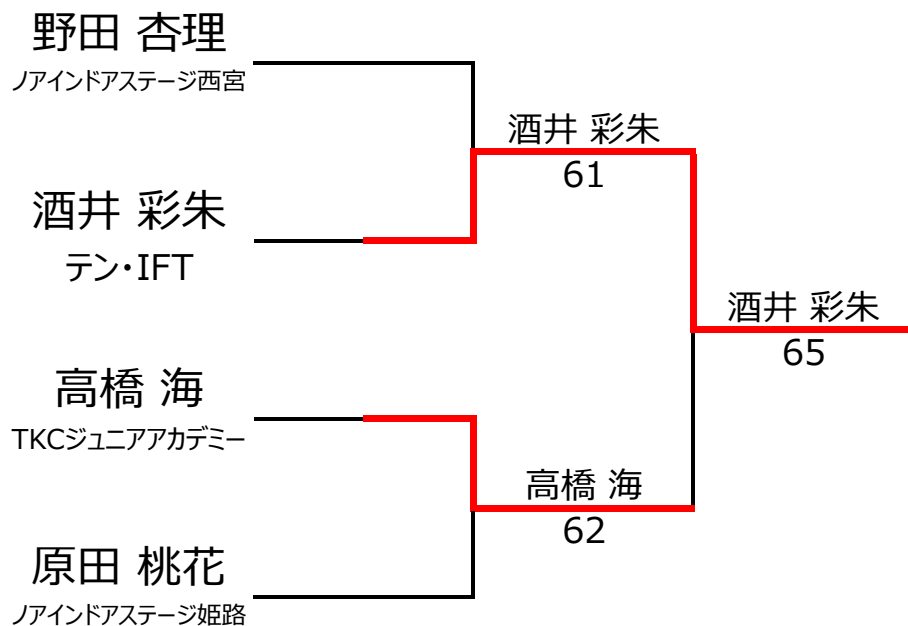 野田 杏理
ノアインドアステージ西宮
酒井 彩朱
61
酒井 彩朱
テン・IFT
酒井 彩朱
65
高橋 海
TKCジュニアアカデミー
高橋 海
62
原田 桃花
ノアインドアステージ姫路